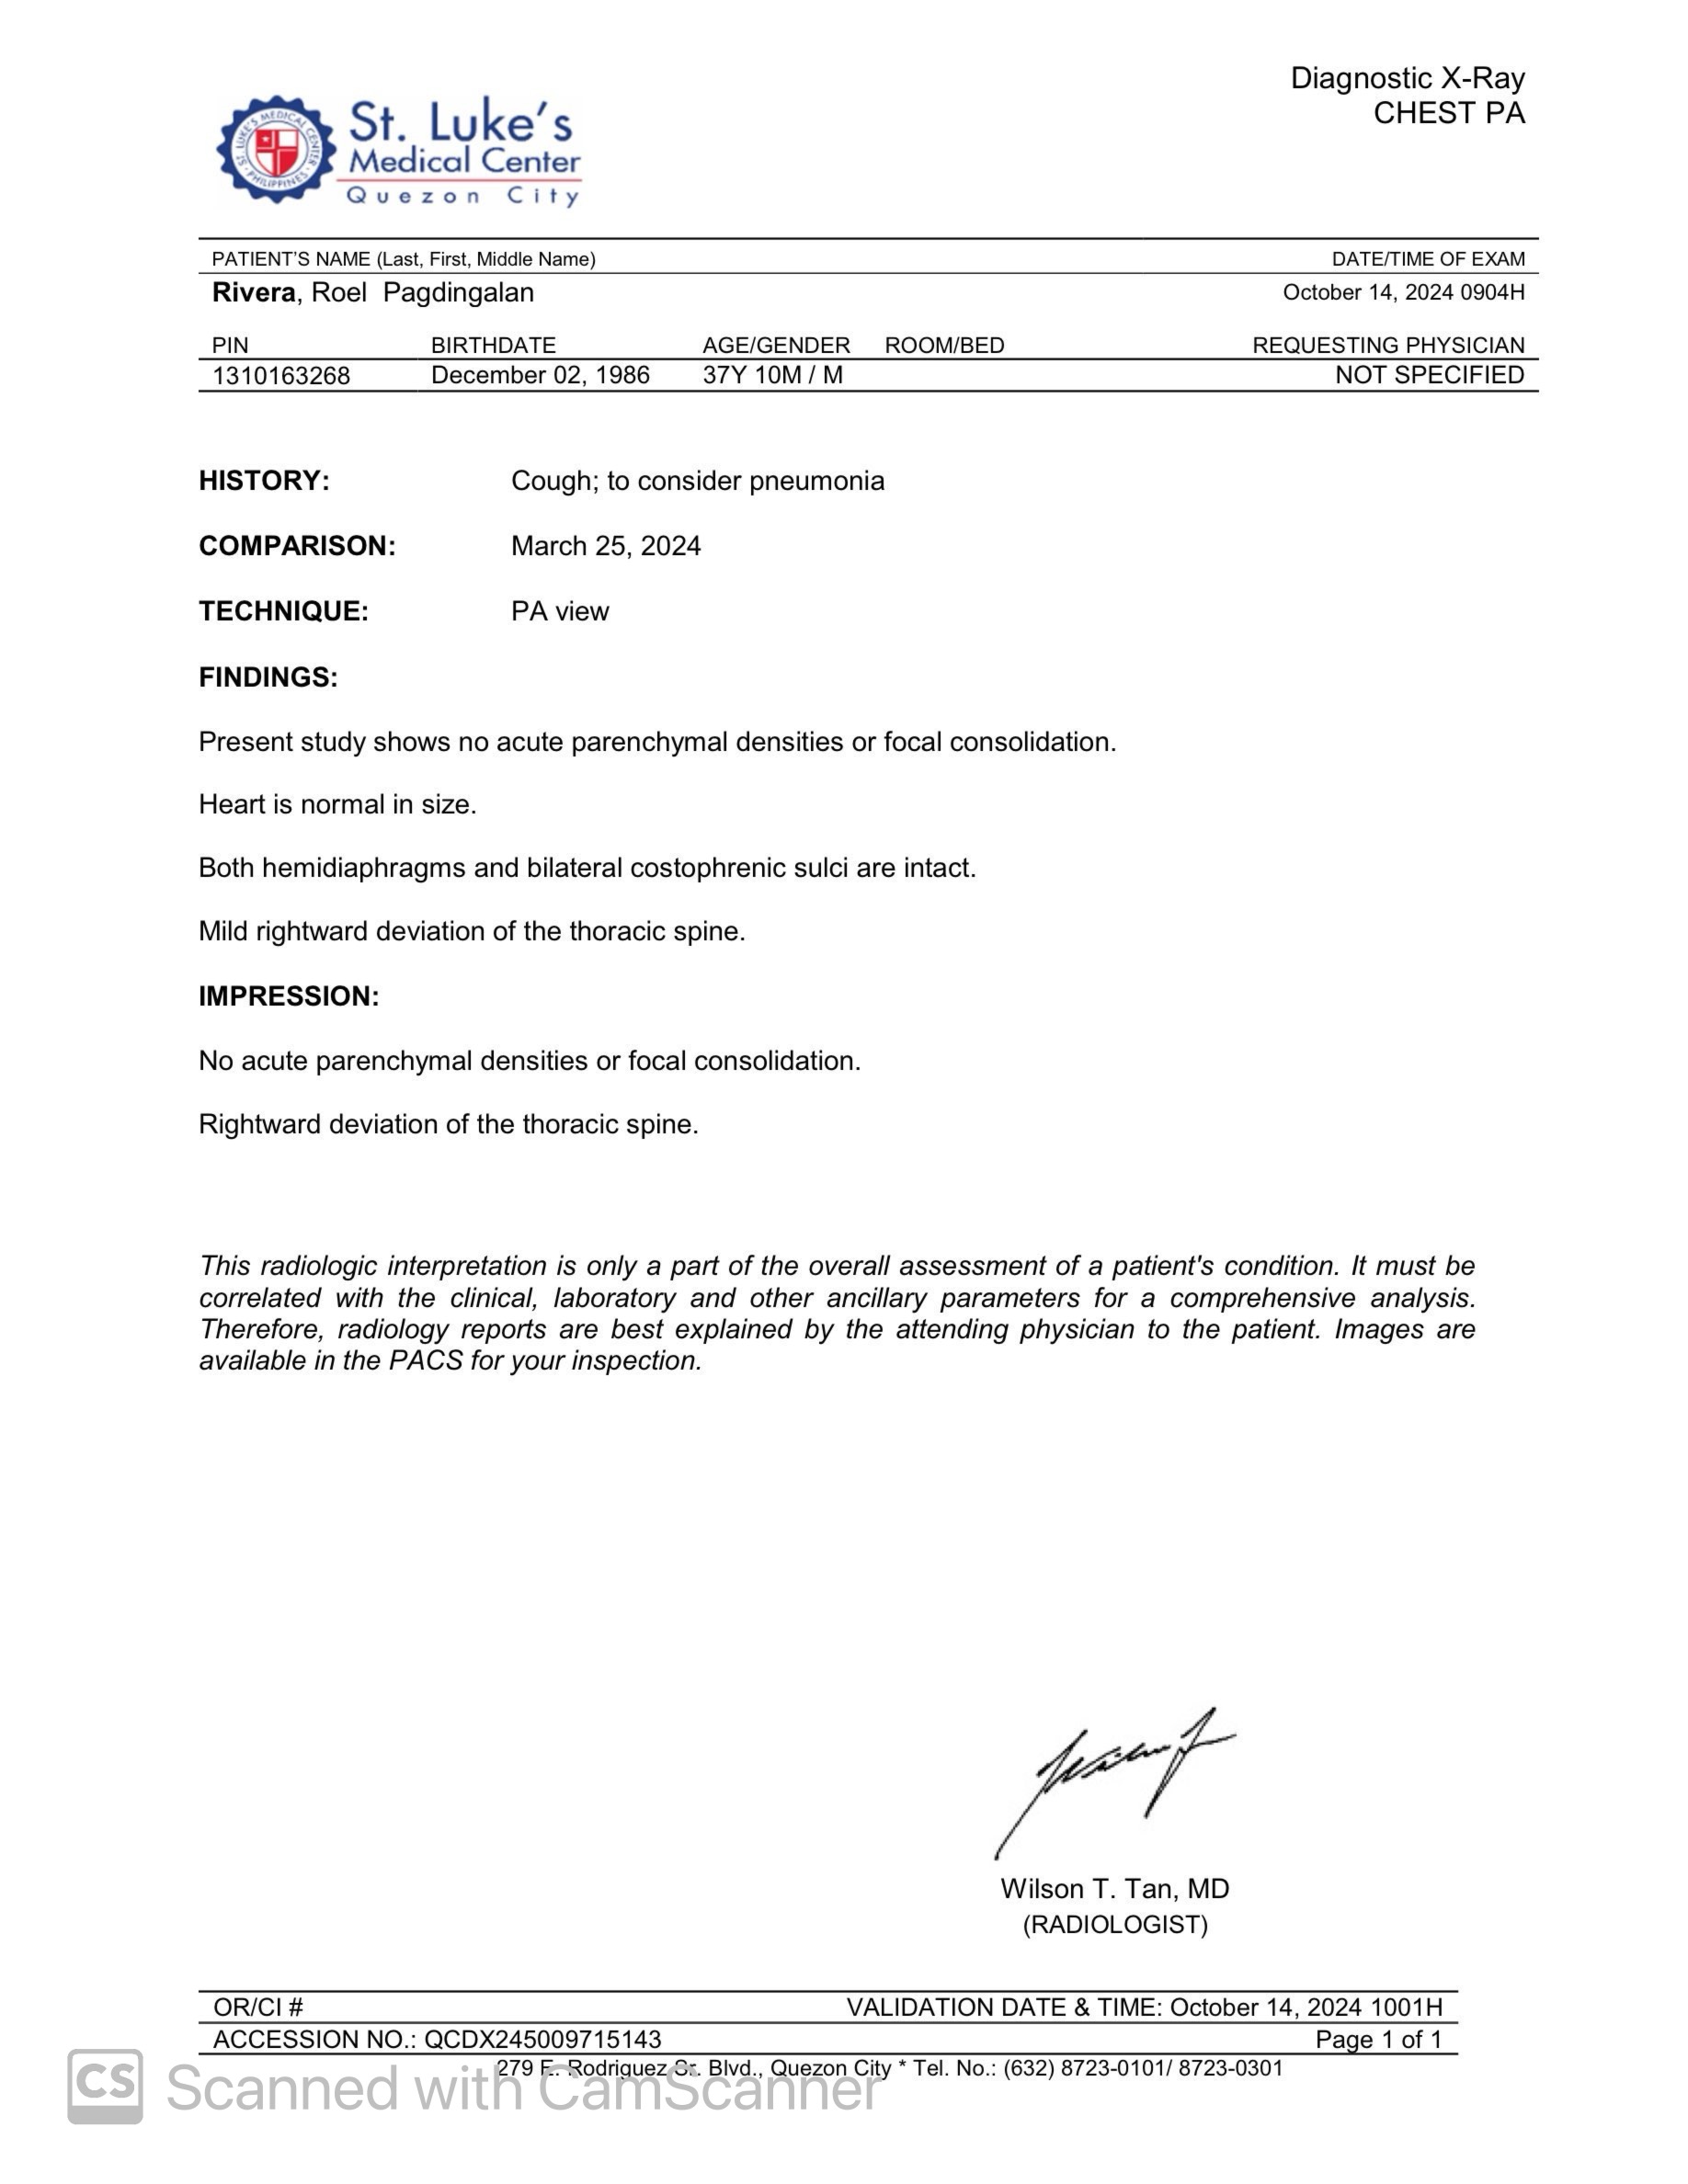 Diagnostic X-Ray
CHEST PA
St. Luke's
Medical Center
Quezon City
ST. LUKE'S MEDICAL CENTER
PHILIPPINES
PATIENT'S NAME (Last, First, Middle Name) DATE/TIME OF EXAM
Rivera, Roel Pagdingalan October 14, 2024 0904H
PIN BIRTHDATE AGE/GENDER ROOM/BED REQUESTING PHYSICIAN
1310163268 December 02, 1986 37Y 10M / M NOT SPECIFIED
HISTORY: Cough; to consider pneumonia
COMPARISON: March 25, 2024
TECHNIQUE: PA view
FINDINGS:
Present study shows no acute parenchymal densities or focal consolidation.
Heart is normal in size.
Both hemidiaphragms and bilateral costophrenic sulci are intact.
Mild rightward deviation of the thoracic spine.
IMPRESSION:
No acute parenchymal densities or focal consolidation.
Rightward deviation of the thoracic spine.
This radiologic interpretation is only a part of the overall assessment of a patient's condition. It must be
correlated with the clinical, laboratory and other ancillary parameters for a comprehensive analysis.
Therefore, radiology reports are best explained by the attending physician to the patient. Images are
available in the PACS for your inspection.
Wilson T. Tan, MD
(RADIOLOGIST)
OR/CI # VALIDATION DATE & TIME: October 14, 2024 1001H
ACCESSION NO.: QCDX245009715143 Page 1 of 1
279 E. Rodriguez Sr. Blvd., Quezon City * Tel. No.: (632) 8723-0101/ 8723-0301
CS Scanned with CamScanner